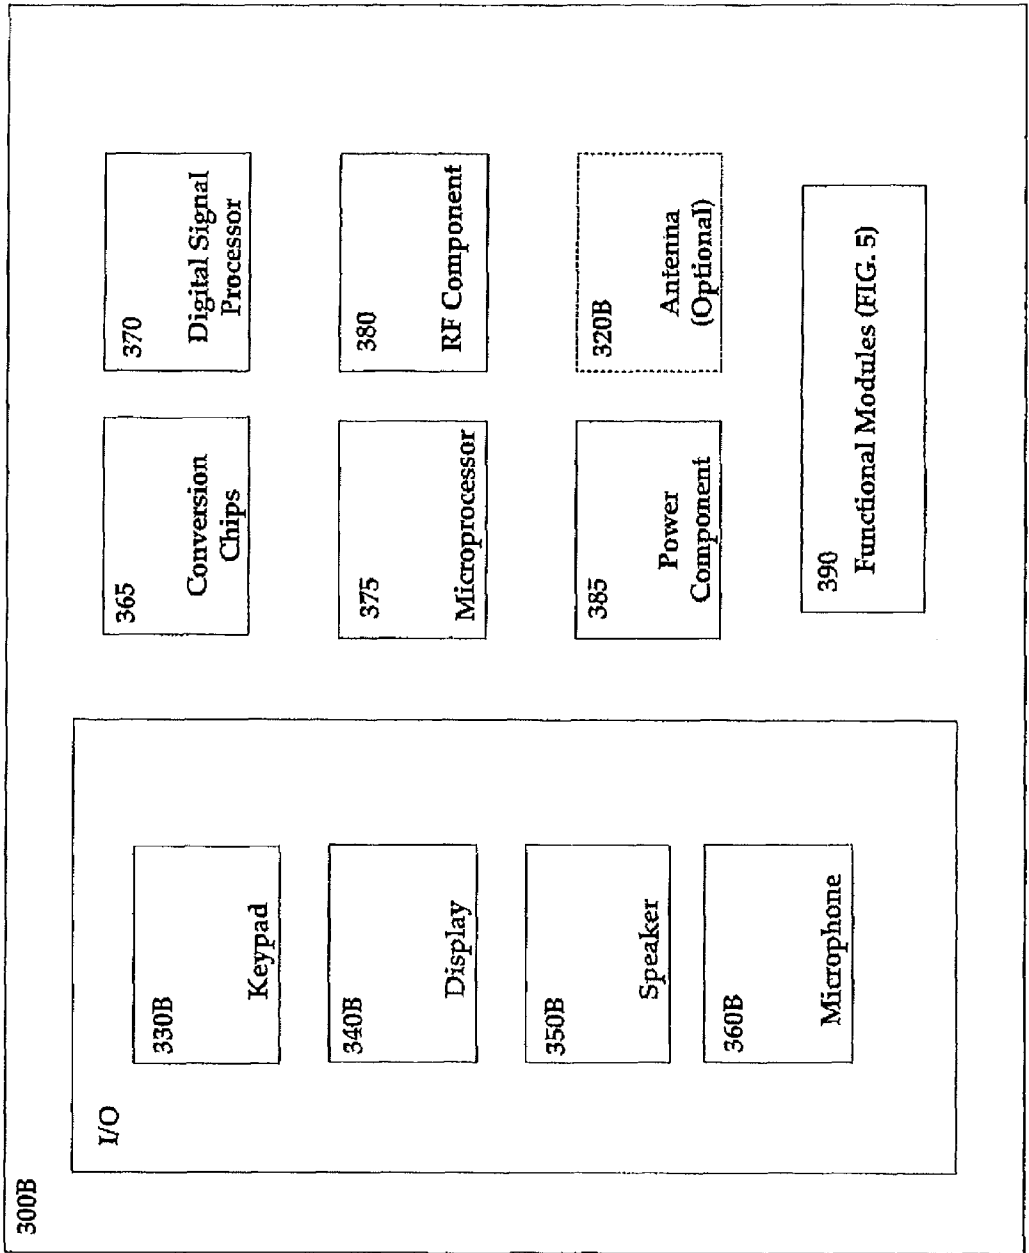 300B
I/O
330B
Keypad
340B
Display
350B
Speaker
360B
Microphone
365
Conversion
Chips
370
Digital Signal
Processor
375
Microprocessor
380
RF Component
385
Power
Component
320B
Antenna
(Optional)
390
Functional Modules (FIG. 5)